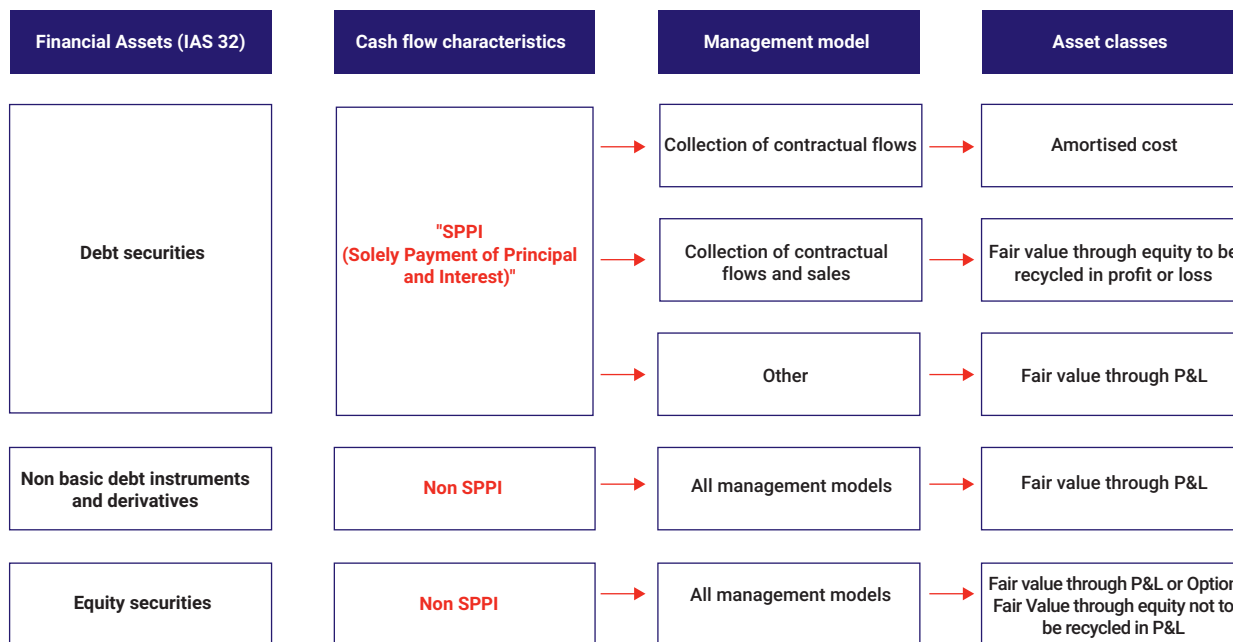 Financial Assets (IAS 32)
Cash flow characteristics
Management model
Asset classes
Debt securities
"SPPI
(Solely Payment of Principal
and Interest)"
Collection of contractual flows
Amortised cost
Collection of contractual
flows and sales
Fair value through equity to be
recycled in profit or loss
Other
Fair value through P&L
Non basic debt instruments
and derivatives
Non SPPI
All management models
Fair value through P&L
Equity securities
Non SPPI
All management models
Fair value through P&L or Option
Fair Value through equity not to
be recycled in P&L